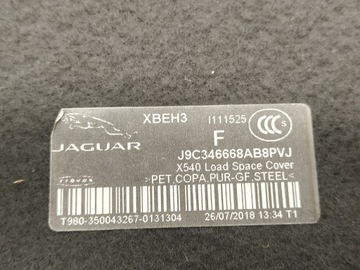 XBEH3 I111525
F
CCC S
JAGUAR
J9C346668AB8PVJ
X540 Load Space Cover
>PET,COPA,PUR-GF,STEEL<
T980-350043267-0131304 26/07/2018 13:34 T1